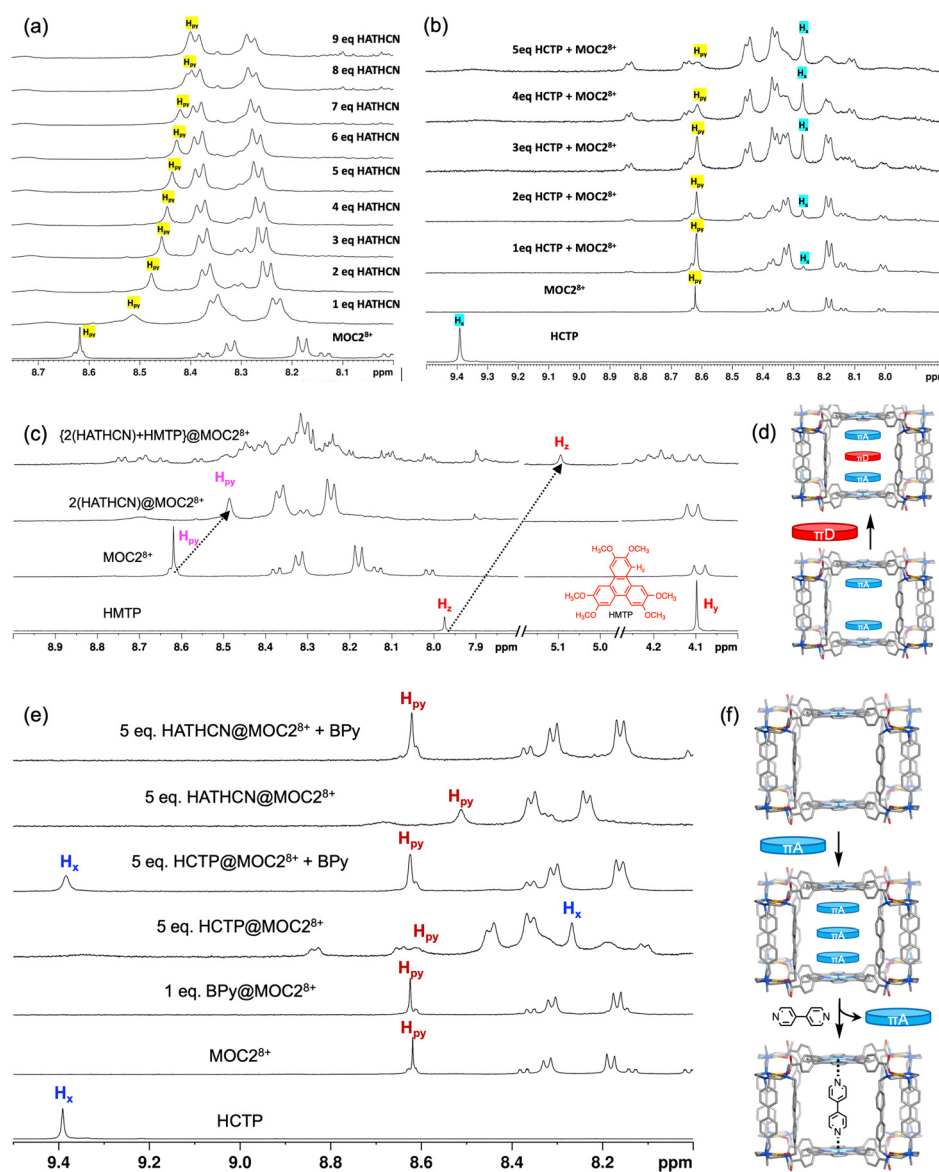 (a)
Hpy
9 eq HATHCN
Hpy
8 eq HATHCN
Hpy
7 eq HATHCN
Hpy
6 eq HATHCN
Hpy
5 eq HATHCN
Hpy
4 eq HATHCN
Hpy
3 eq HATHCN
Hpy
2 eq HATHCN
Hpy
1 eq HATHCN
Hpy
MOC2⁸⁺
8.7 8.6 8.5 8.4 8.3 8.2 8.1 ppm
(b)
5eq HCTP + MOC2⁸⁺ Hpy Hx
4eq HCTP + MOC2⁸⁺ Hpy Hx
3eq HCTP + MOC2⁸⁺ Hpy Hx
2eq HCTP + MOC2⁸⁺ Hpy Hx
1eq HCTP + MOC2⁸⁺ Hpy Hx
MOC2⁸⁺ Hpy
Hx
HCTP
9.4 9.3 9.2 9.1 9.0 8.9 8.8 8.7 8.6 8.5 8.4 8.3 8.2 8.1 8.0 ppm
(c)
{2(HATHCN)+HMTP}@MOC2⁸⁺
Hz
Hpy
2(HATHCN)@MOC2⁸⁺
Hpy
MOC2⁸⁺
OCH₃
H₃CO
Hz
H₃CO
OCH₃
H₃CO
HMTP
OCH₃
HMTP
Hz
Hy
8.9 8.8 8.7 8.6 8.5 8.4 8.3 8.2 8.1 8.0 7.9 ppm 5.1 5.0 4.2 4.1 ppm
(d)
πA
πD
πA
πD
πA
πA
(e)
Hpy
5 eq. HATHCN@MOC2⁸⁺ + BPy
5 eq. HATHCN@MOC2⁸⁺
Hpy
5 eq. HCTP@MOC2⁸⁺ + BPy
Hpy
Hx
5 eq. HCTP@MOC2⁸⁺
Hpy
Hx
1 eq. BPy@MOC2⁸⁺
Hpy
MOC2⁸⁺
Hpy
Hx
HCTP
9.4 9.2 9.0 8.8 8.6 8.4 8.2 ppm
(f)
πA
πA
πA
πA
N
N
πA
N
N